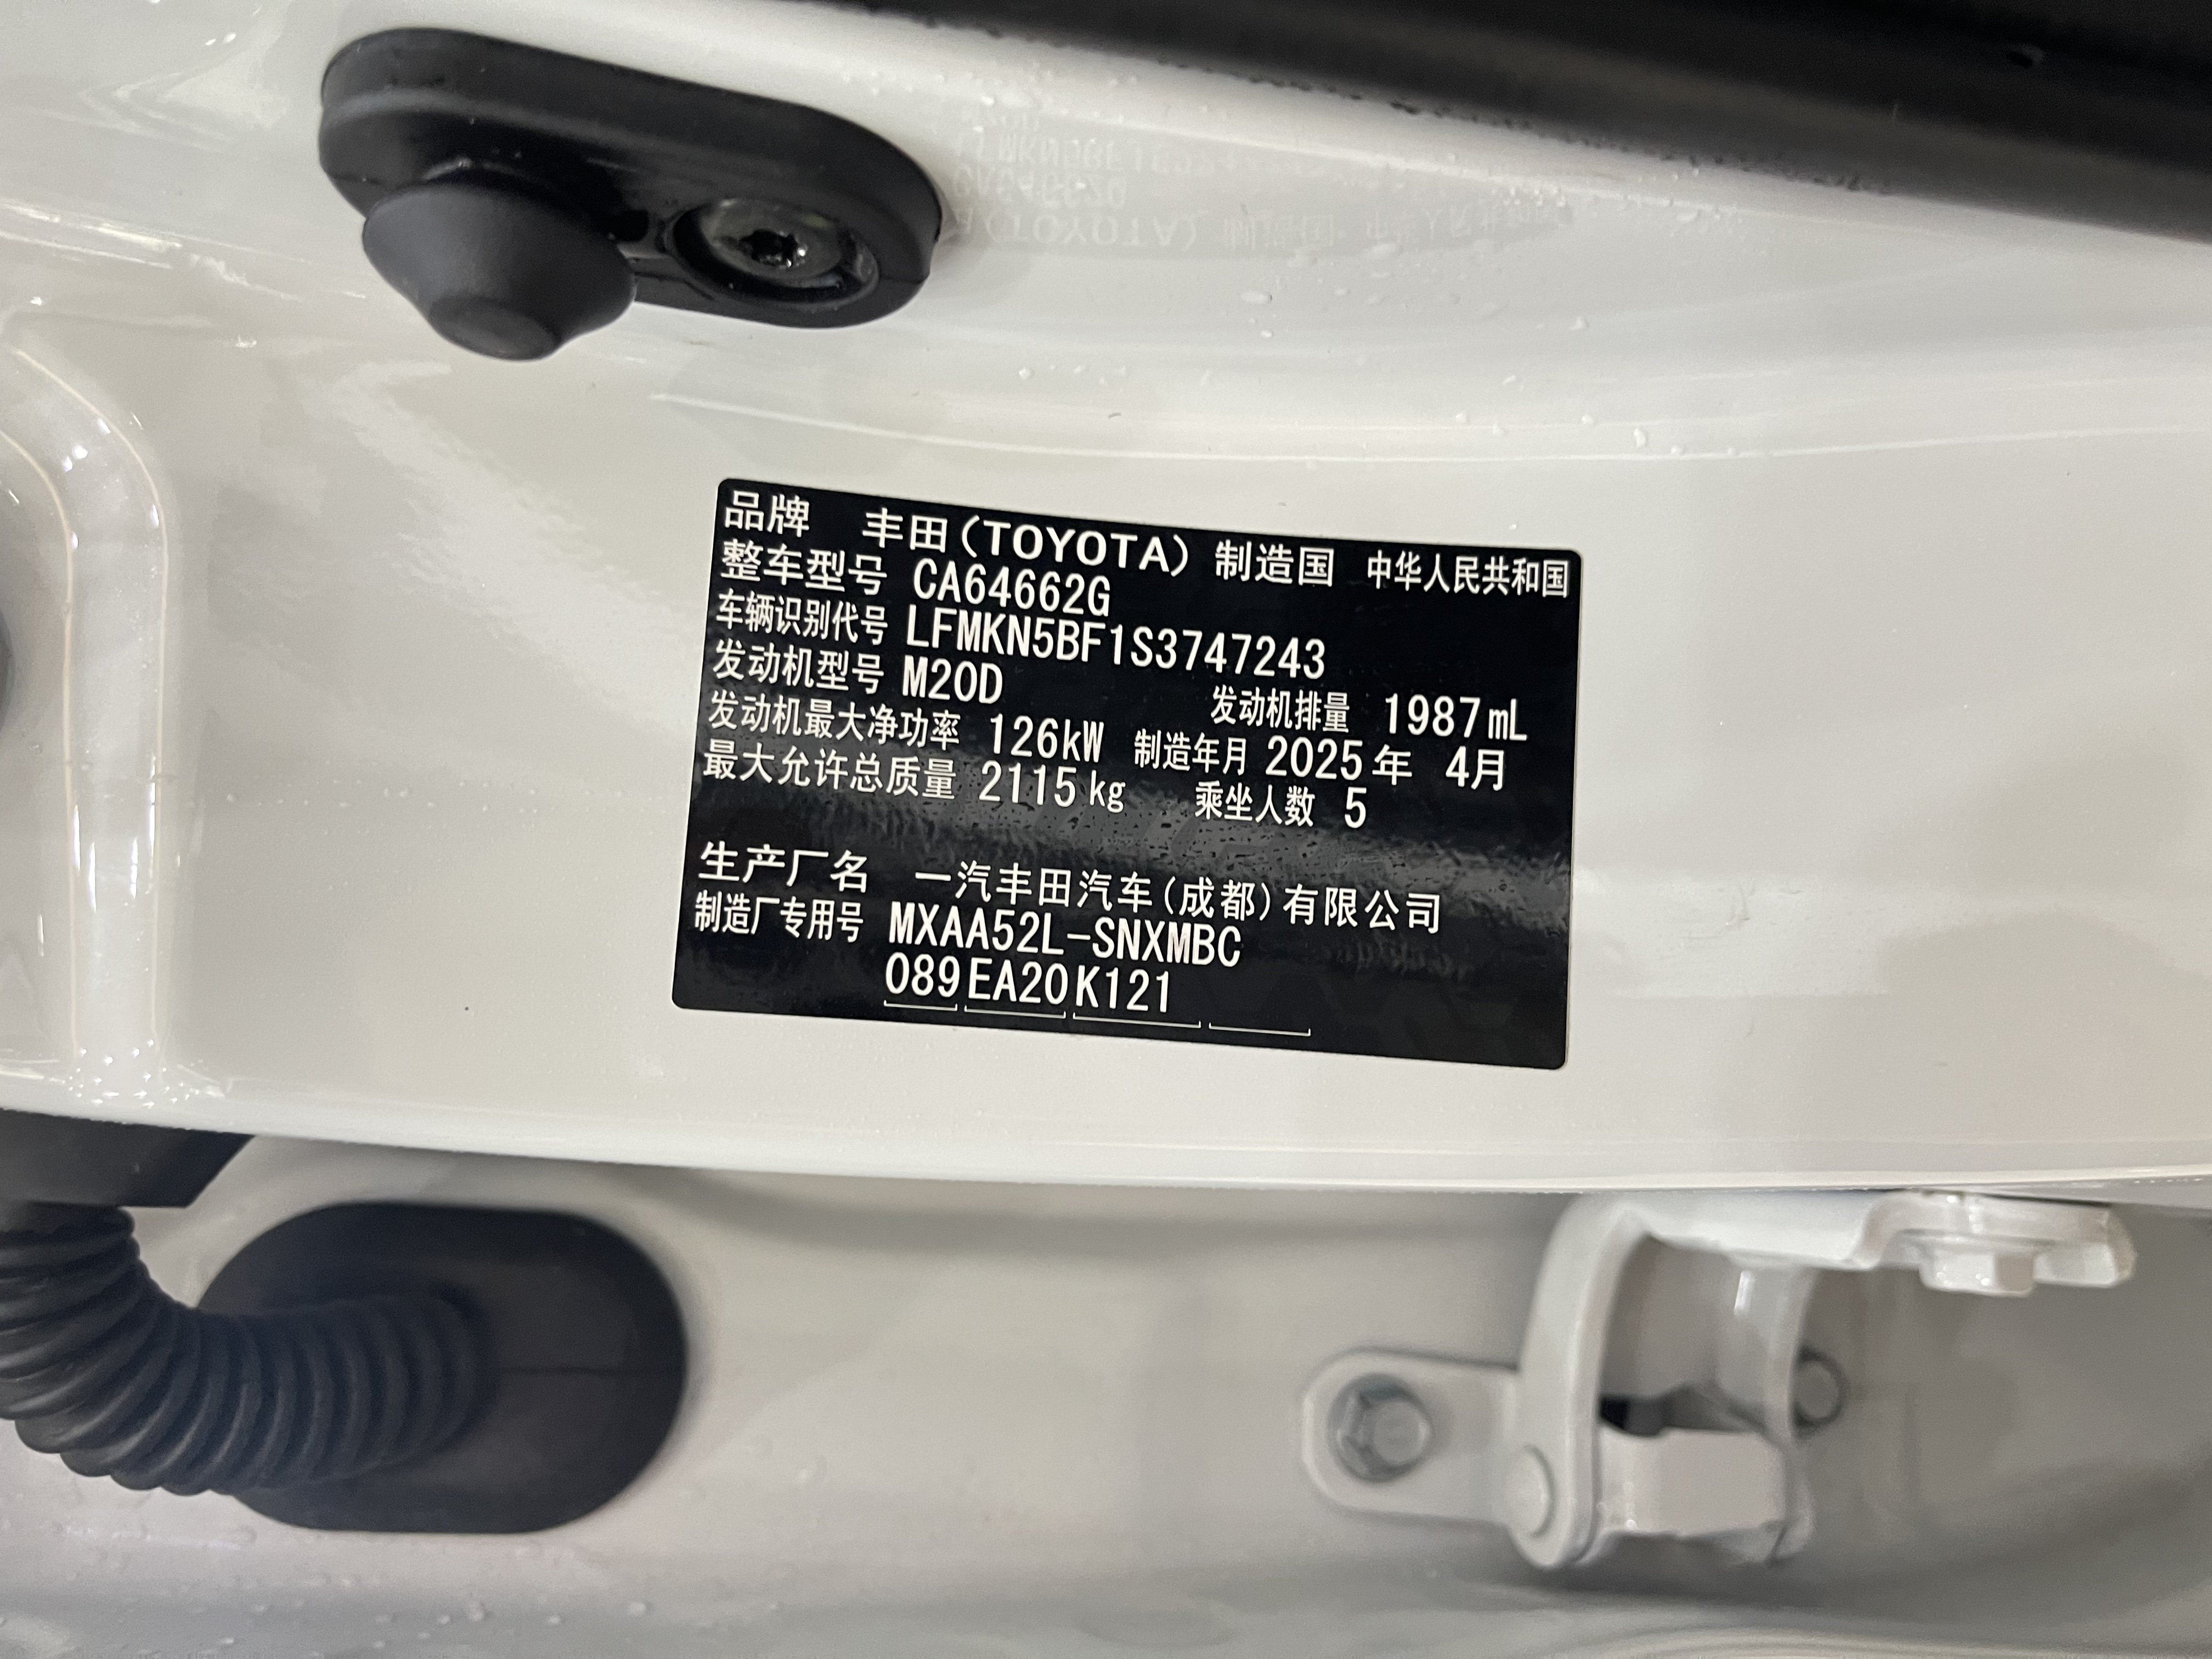 品牌 丰田(TOYOTA) 制造国 中华人民共和国
整车型号 CA64662G
车辆识别代号 LFMKN5BF1S3747243
发动机型号 M20D 发动机排量 1987mL
发动机最大净功率 126kW 制造年月 2025年 4月
最大允许总质量 2115kg 乘坐人数 5
生产厂名 一汽丰田汽车(成都)有限公司
制造厂专用号 MXAA52L-SNXMBC
089 EA20 K121